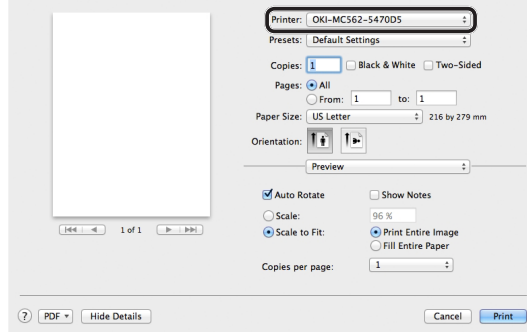 Printer: OKI-MC562-5470D5
Presets: Default Settings
Copies: 1 Black & White Two-Sided
Pages: All
From: 1 to: 1
Paper Size: US Letter 216 by 279 mm
Orientation:
Preview
Auto Rotate Show Notes
Scale: 96 %
Scale to Fit: Print Entire Image
Fill Entire Paper
1 of 1
Copies per page: 1
? PDF Hide Details Cancel Print